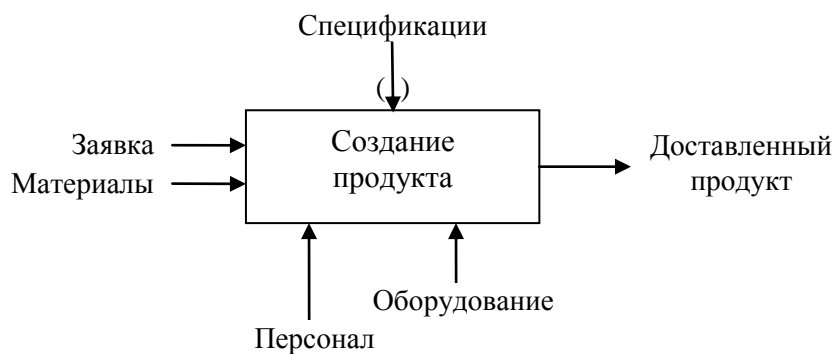 Спецификации
( )
Заявка
Материалы
Создание
продукта
Доставленный
продукт
Оборудование
Персонал